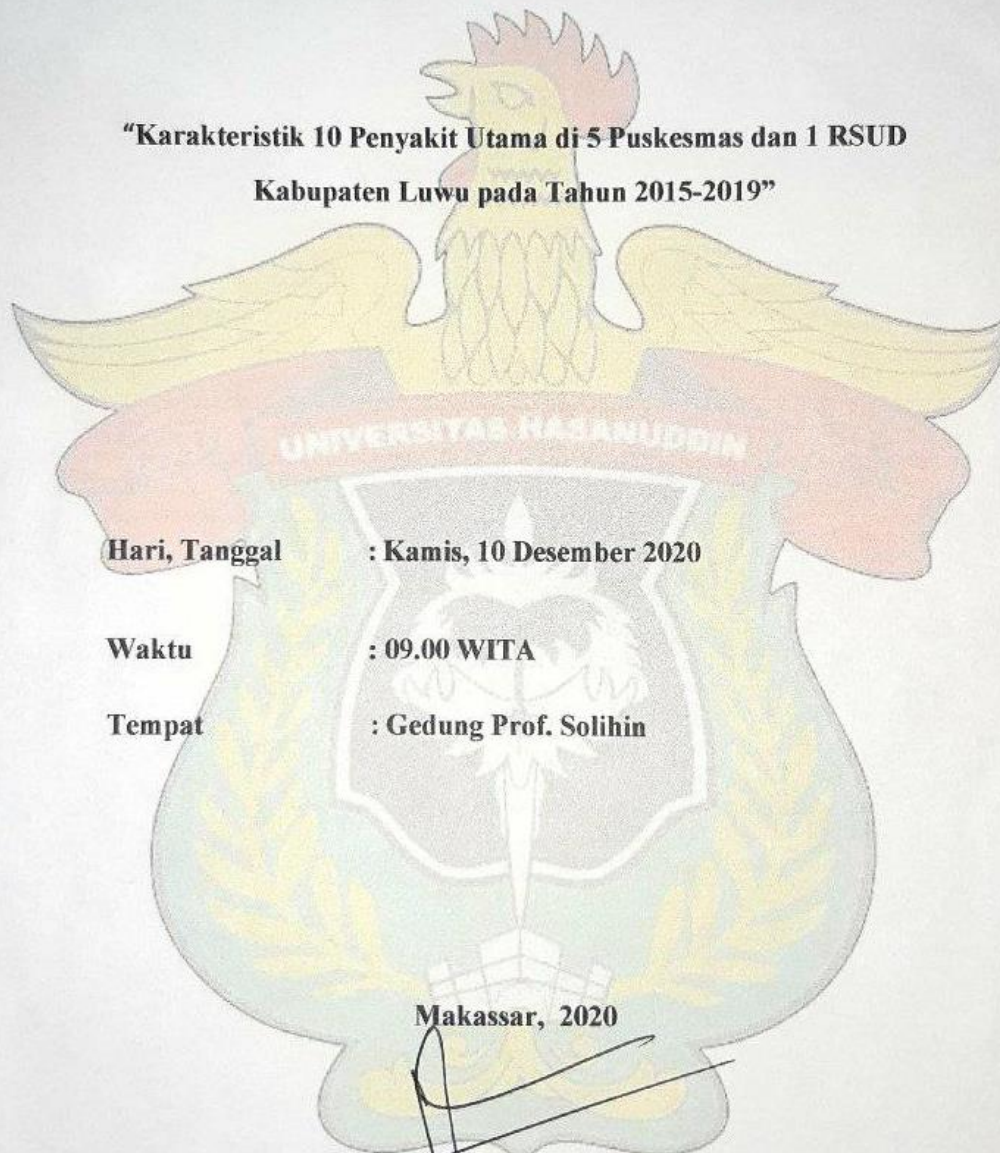 “Karakteristik 10 Penyakit Utama di 5 Puskesmas dan 1 RSUD
Kabupaten Luwu pada Tahun 2015-2019”
UNIVERSITAS HASANUDDIN
Hari, Tanggal : Kamis, 10 Desember 2020
Waktu : 09.00 WITA
Tempat : Gedung Prof. Solihin
Makassar, 2020